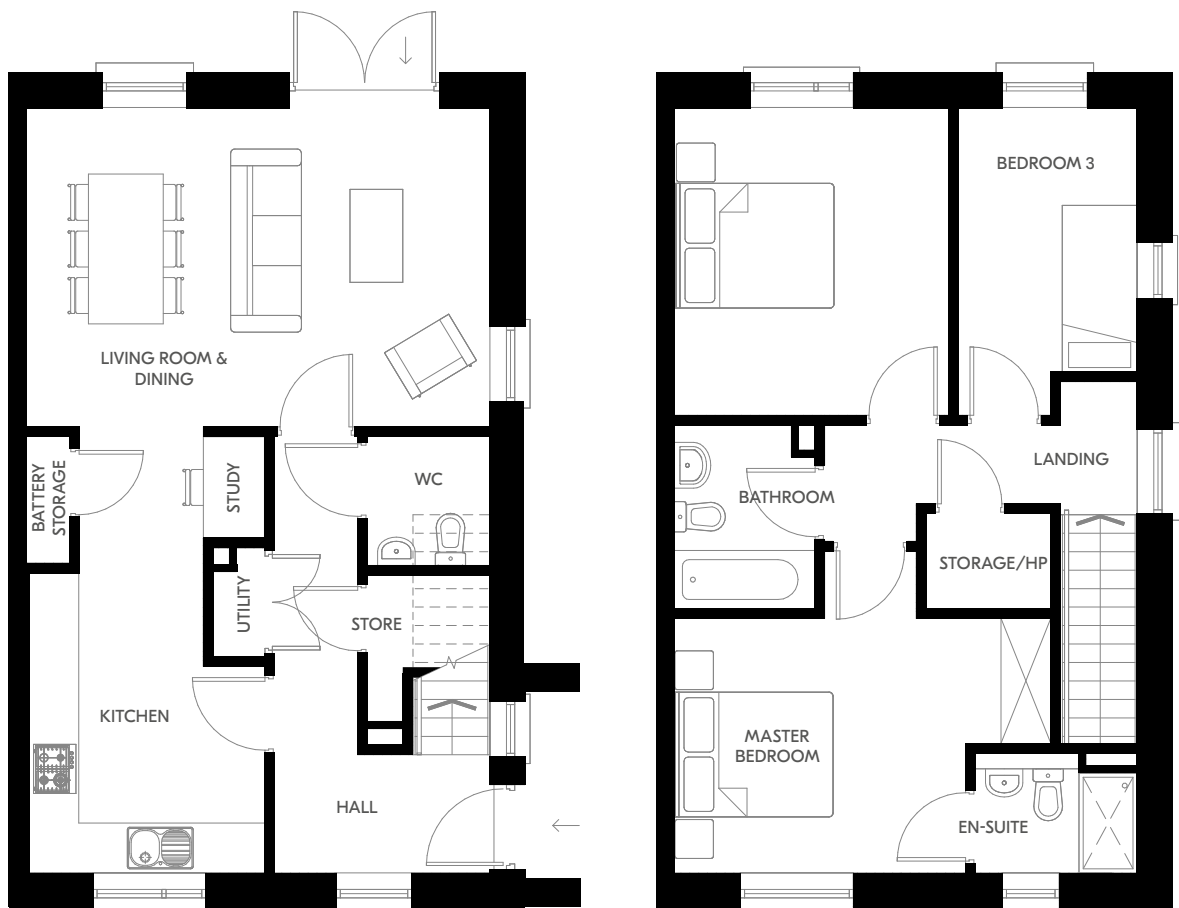 LIVING ROOM &
DINING
BATTERY
STORAGE
STUDY
WC
UTILITY
STORE
KITCHEN
HALL
BEDROOM 3
LANDING
BATHROOM
STORAGE/HP
MASTER
BEDROOM
EN-SUITE